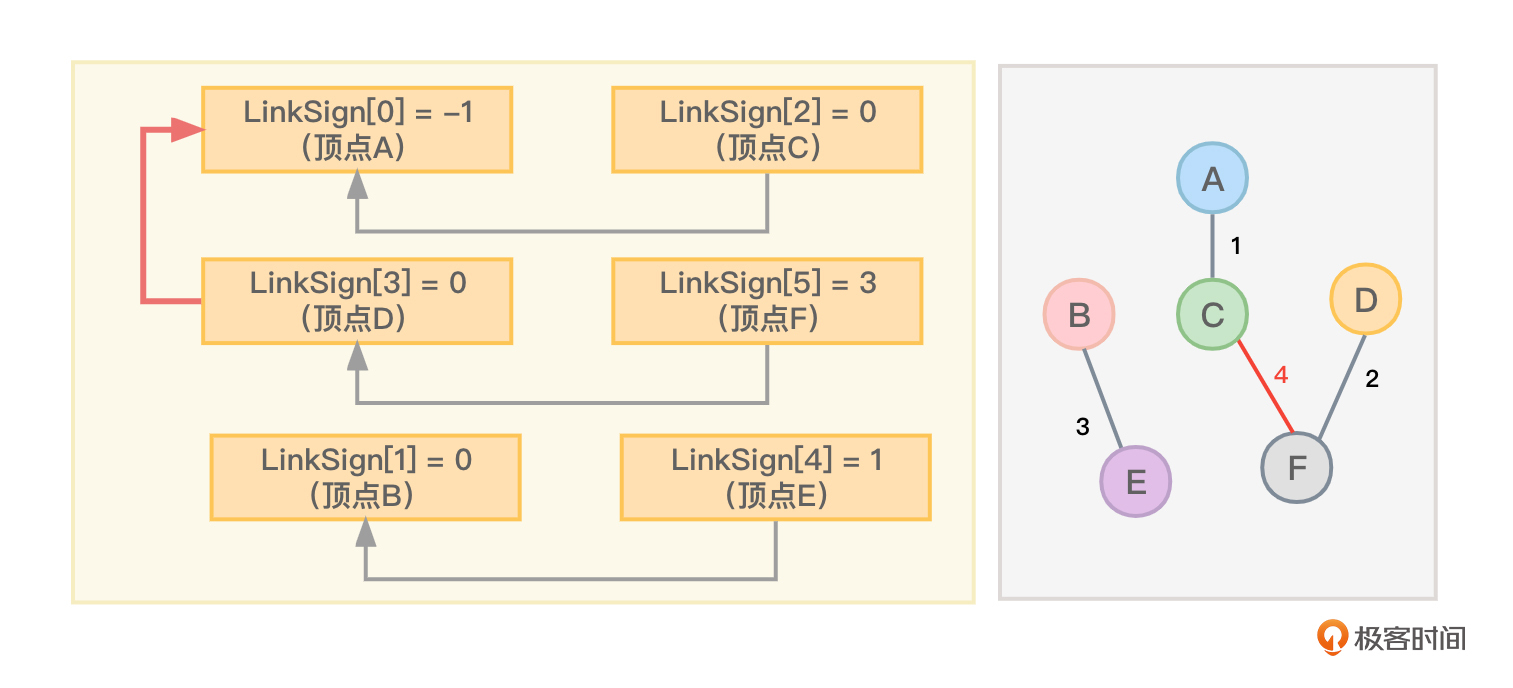 LinkSign[0] = –1
（顶点A）
LinkSign[2] = 0
（顶点C）
LinkSign[3] = 0
（顶点D）
LinkSign[5] = 3
（顶点F）
LinkSign[1] = 0
（顶点B）
LinkSign[4] = 1
（顶点E）
A
1
B
C
D
4
2
3
E
F
极客时间